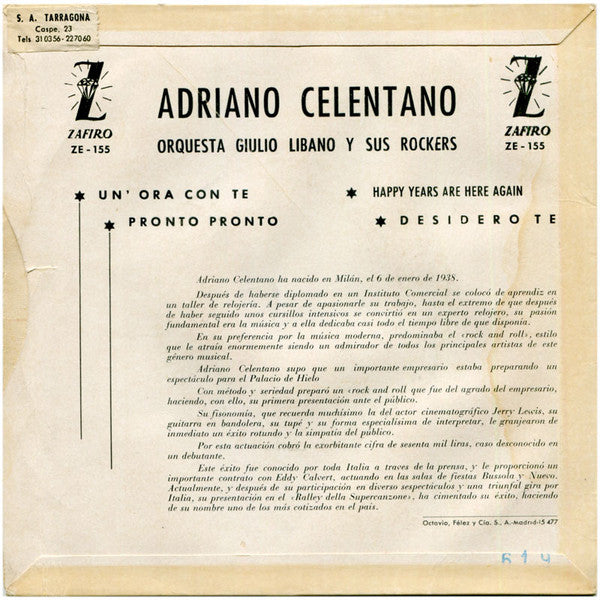 S. A. TARRAGONA
Caspe, 23
Tels 310356-227060
Z
ZAFIRO
ZE - 155
ADRIANO CELENTANO
ORQUESTA GIULIO LIBANO Y SUS ROCKERS
Z
ZAFIRO
ZE - 155
UN' ORA CON TE
HAPPY YEARS ARE HERE AGAIN
PRONTO PRONTO
DESIDERO TE
Adriano Celentano ha nacido en Milán, el 6 de enero de 1938.
Después de haberse diplomado en un Instituto Comercial se colocó de aprendiz en
un taller de relojería. A pesar de apasionarle su trabajo, hasta el extremo de que después
de haber seguido unos cursillos intensivos se convirtió en un experto relojero, su pasión
fundamental era la música y a ella dedicaba casi todo el tiempo libre de que disponía.
En su preferencia por la música moderna, predominaba el «rock and roll», estilo
que le atraía enormemente siendo un admirador de todos los principales artistas de este
género musical.
Adriano Celentano supo que un importante empresario estaba preparando un
espectáculo para el Palacio de Hielo
Con método y seriedad preparó un «rock and roll que fue del agrado del empresario,
haciendo, con ello, su primera presentación ante el público.
Su fisonomía, que recuerda muchísimo la del actor cinematográfico Jerry Lewis, su
guitarra en bandolera, su tupé y su forma especialísima de interpretar, le granjearon de
inmediato un éxito rotundo y la simpatía del público.
Por esta actuación cobró la exorbitante cifra de sesenta mil liras, caso desconocido en
un debutante.
Este éxito fue conocido por toda Italia a traves de la prensa, y le proporcionó un
importante contrato con Eddy Calvert, actuando en las salas de fiestas Bussola y Nuevo.
Actualmente, y después de su participación en diverso sespectáculos y una triunfal gira por
Italia, su presentación en el «Ralley della Supercanzone», ha cimentado su éxito, haciendo
de su nombre uno de los más cotizados en el país.
Octavio, Félez y Cía. S., A.-Madrid-15 477